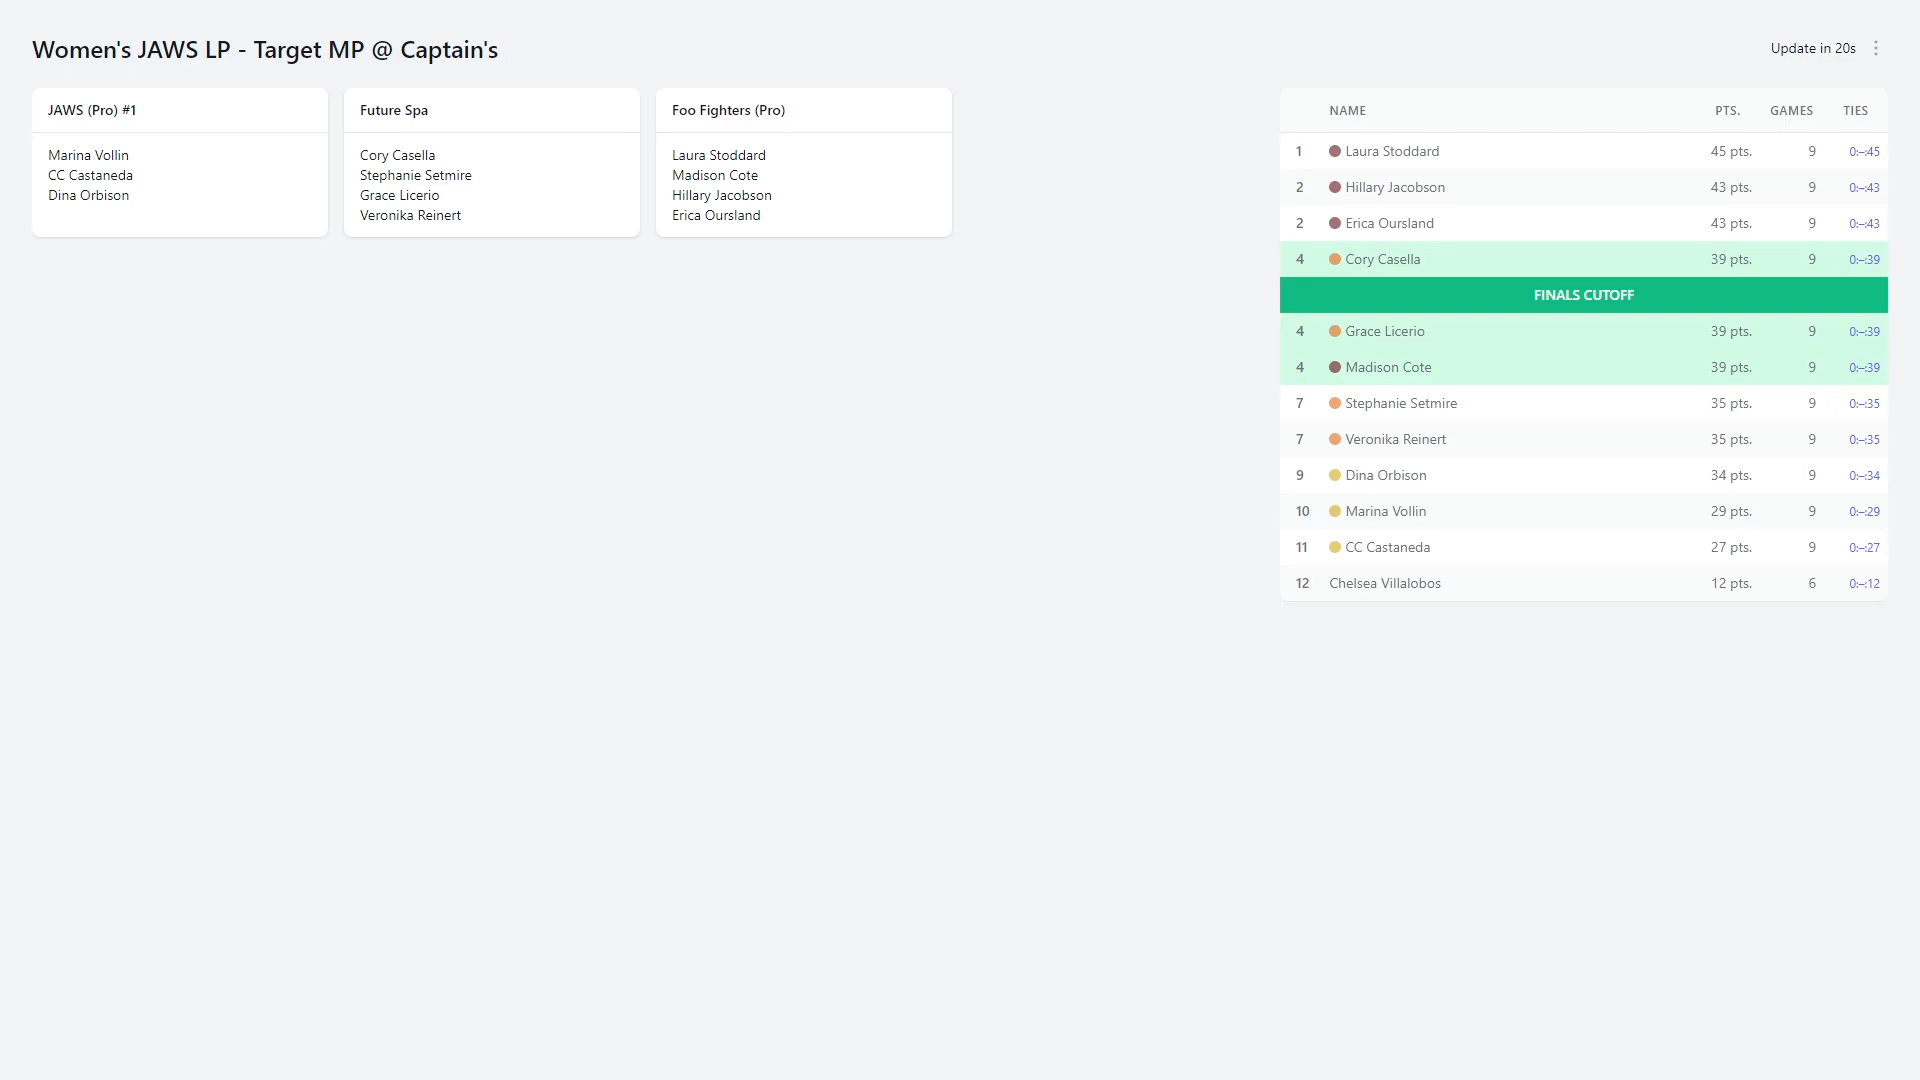 Women's JAWS LP - Target MP @ Captain's
Update in 20s
JAWS (Pro) #1
Marina Vollin
CC Castaneda
Dina Orbison
Future Spa
Cory Casella
Stephanie Setmire
Grace Licerio
Veronika Reinert
Foo Fighters (Pro)
Laura Stoddard
Madison Cote
Hillary Jacobson
Erica Oursland
NAME PTS. GAMES TIES
1 Laura Stoddard 45 pts. 9 0:–:45
2 Hillary Jacobson 43 pts. 9 0:–:43
2 Erica Oursland 43 pts. 9 0:–:43
4 Cory Casella 39 pts. 9 0:–:39
FINALS CUTOFF
4 Grace Licerio 39 pts. 9 0:–:39
4 Madison Cote 39 pts. 9 0:–:39
7 Stephanie Setmire 35 pts. 9 0:–:35
7 Veronika Reinert 35 pts. 9 0:–:35
9 Dina Orbison 34 pts. 9 0:–:34
10 Marina Vollin 29 pts. 9 0:–:29
11 CC Castaneda 27 pts. 9 0:–:27
12 Chelsea Villalobos 12 pts. 6 0:–:12